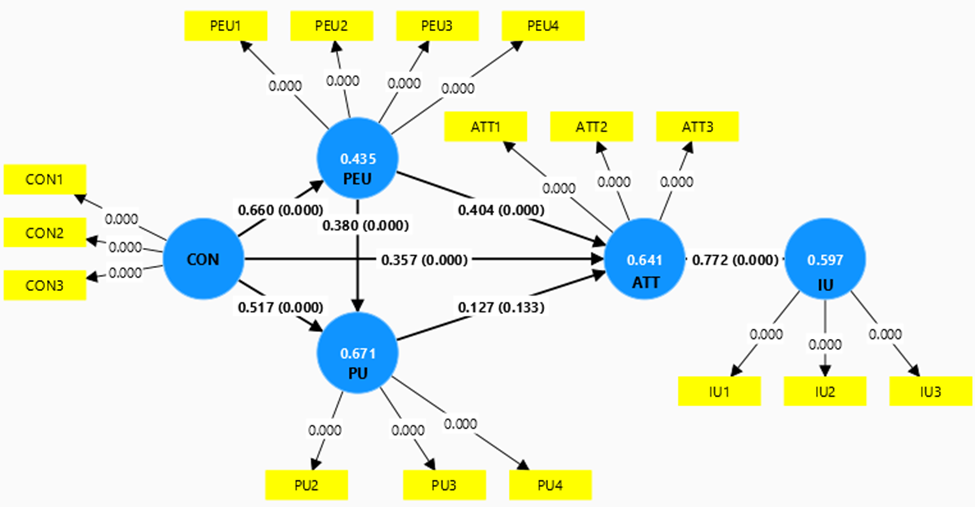 PEU1
PEU2
PEU3
PEU4
0.000
0.000
0.000
0.000
ATT1
ATT2
ATT3
0.435
PEU
0.000
0.000
0.000
CON1
CON2
CON3
0.000
0.000
0.000
0.660 (0.000)
0.404 (0.000)
0.380 (0.000)
CON
0.357 (0.000)
0.641
ATT
0.772 (0.000)
0.597
IU
0.517 (0.000)
0.127 (0.133)
0.671
PU
0.000
0.000
0.000
IU1
IU2
IU3
0.000
0.000
0.000
PU2
PU3
PU4